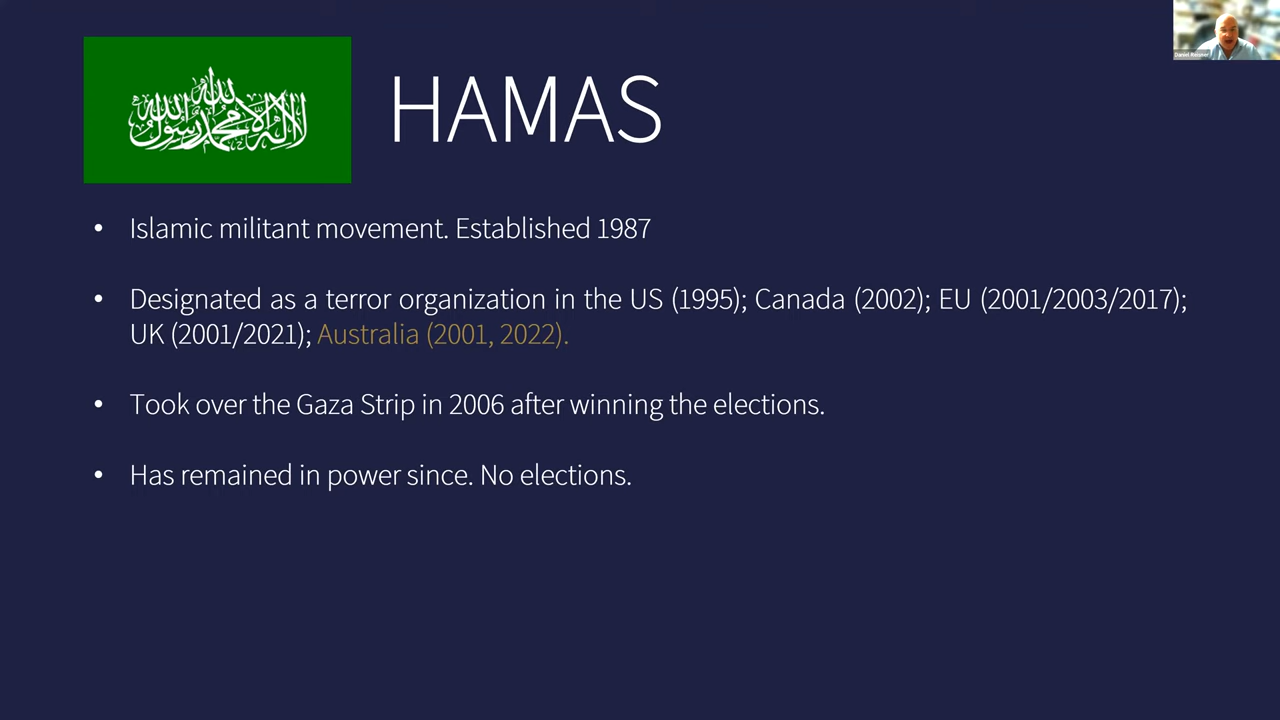 لا إله إلا الله محمد رسول الله
HAMAS
Daniel Reisner
• Islamic militant movement. Established 1987
• Designated as a terror organization in the US (1995); Canada (2002); EU (2001/2003/2017);
UK (2001/2021); Australia (2001, 2022).
• Took over the Gaza Strip in 2006 after winning the elections.
• Has remained in power since. No elections.